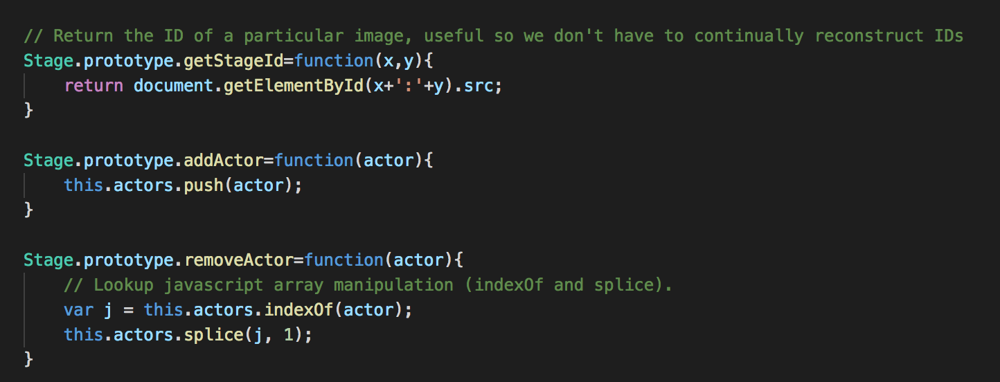 // Return the ID of a particular image, useful so we don't have to continually reconstruct IDs
Stage.prototype.getStageId=function(x,y){
    return document.getElementById(x+':'+y).src;
}

Stage.prototype.addActor=function(actor){
    this.actors.push(actor);
}

Stage.prototype.removeActor=function(actor){
    // Lookup javascript array manipulation (indexOf and splice).
    var j = this.actors.indexOf(actor);
    this.actors.splice(j, 1);
}